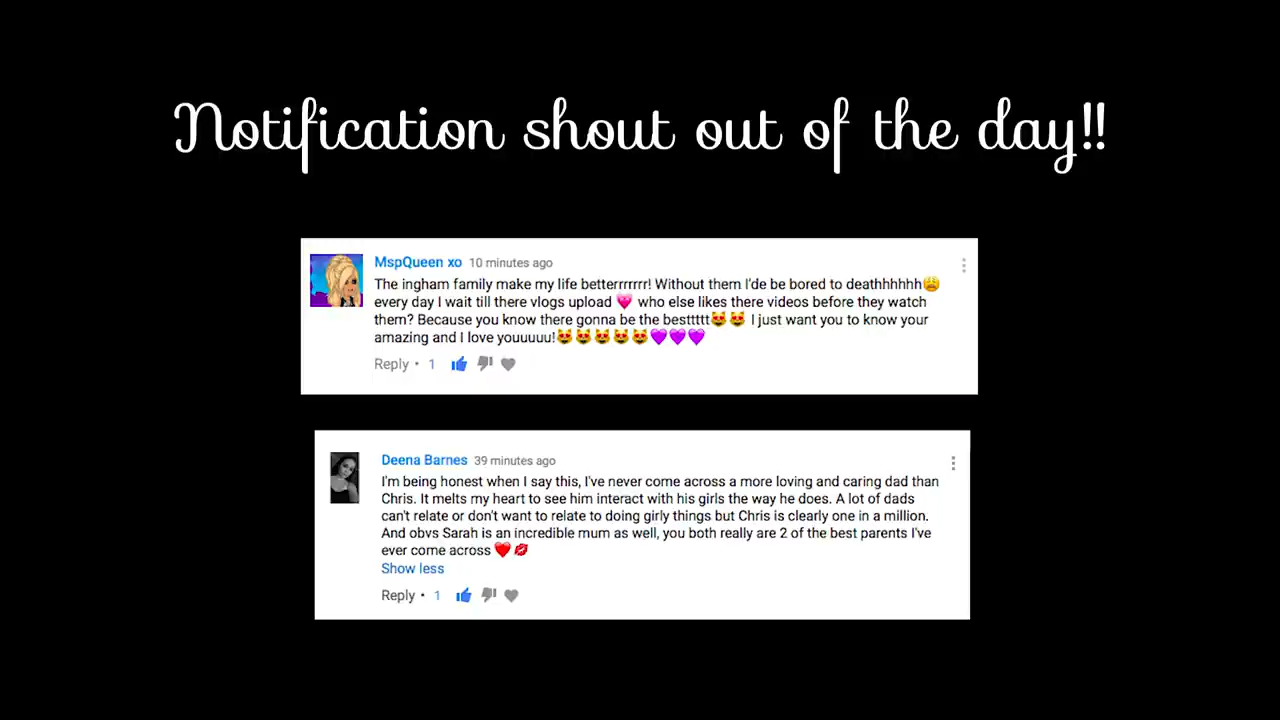 Notification shout out of the day!!
MspQueen xo 10 minutes ago
The ingham family make my life betterrrrrrr! Without them I'de be bored to deathhhhhh😩
every day I wait till there vlogs upload 💗 who else likes there videos before they watch
them? Because you know there gonna be the besttttt😻😻 I just want you to know your
amazing and I love youuuuu!😻😻😻😻😻💜💜💜
Reply • 1
Deena Barnes 39 minutes ago
I'm being honest when I say this, I've never come across a more loving and caring dad than
Chris. It melts my heart to see him interact with his girls the way he does. A lot of dads
can't relate or don't want to relate to doing girly things but Chris is clearly one in a million.
And obvs Sarah is an incredible mum as well, you both really are 2 of the best parents I've
ever come across ❤️💋
Show less
Reply • 1